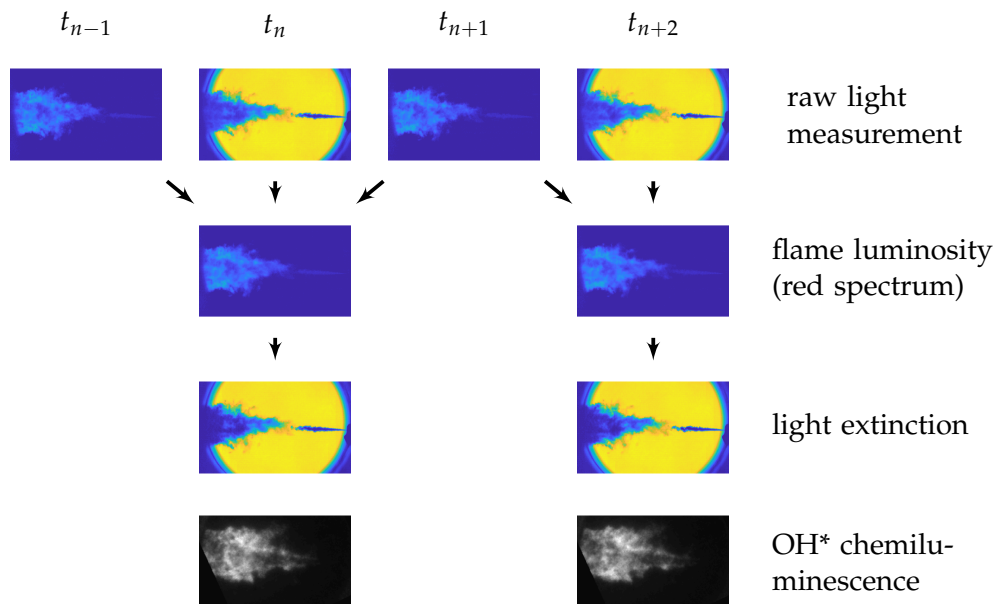 t_{n−1} t_n t_{n+1} t_{n+2}
raw light
measurement
flame luminosity
(red spectrum)
light extinction
OH* chemilu-
minescence